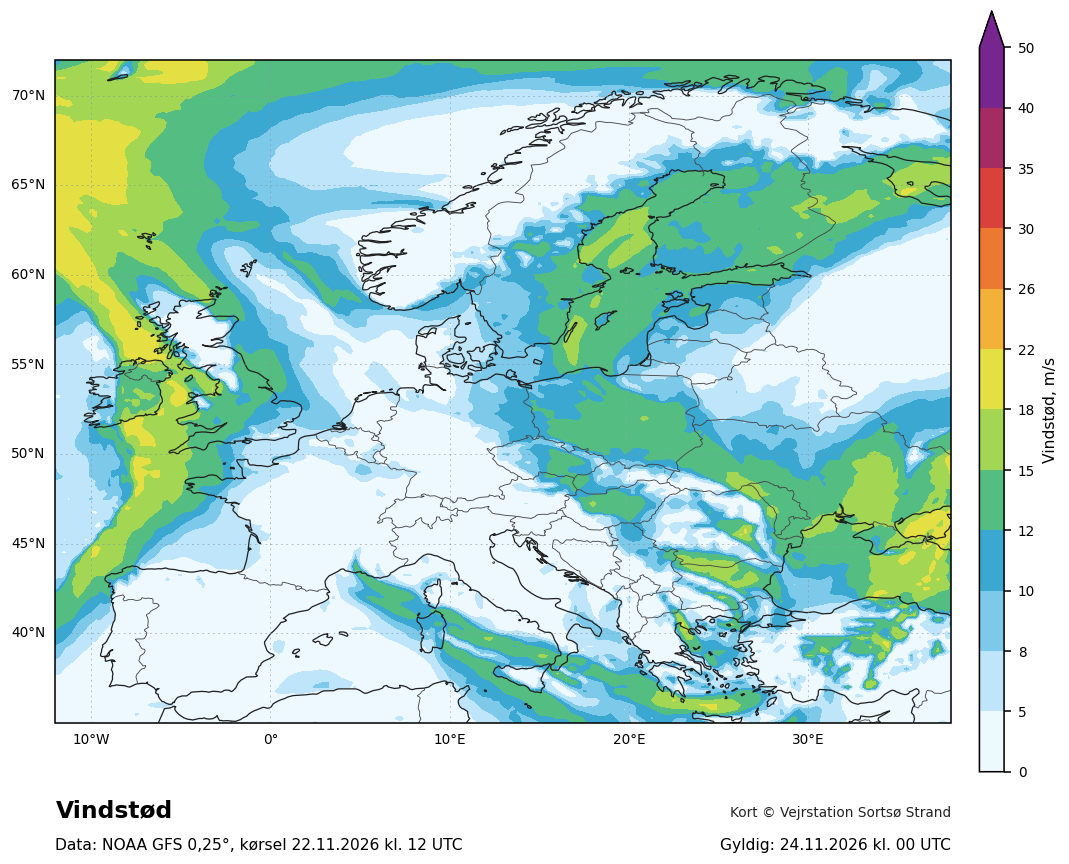 50
40
35
30
26
22
18
15
12
10
8
5
0
Vindstød, m/s
70°N
65°N
60°N
55°N
50°N
45°N
40°N
10°W
0°
10°E
20°E
30°E
Vindstød
Kort © Vejrstation Sortsø Strand
Data: NOAA GFS 0,25°, kørsel 22.11.2026 kl. 12 UTC
Gyldig: 24.11.2026 kl. 00 UTC